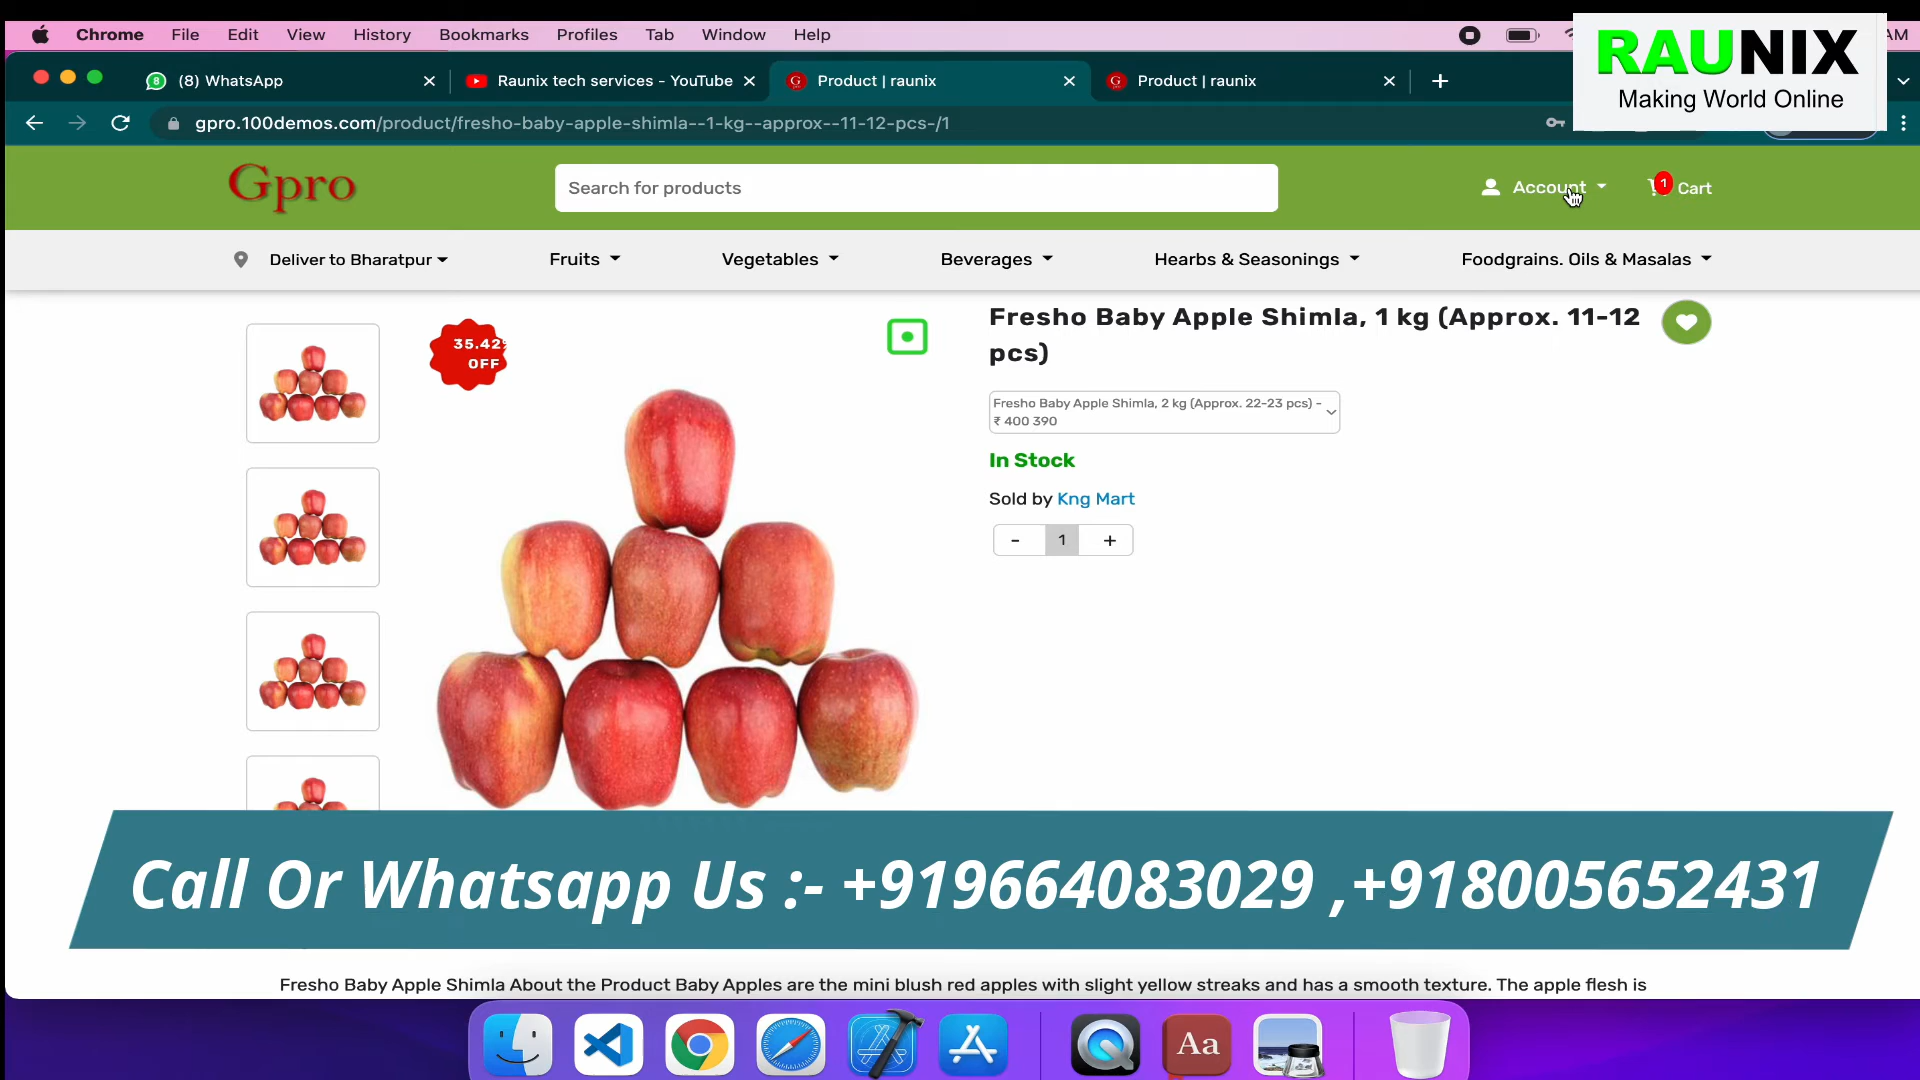 Chrome File Edit View History Bookmarks Profiles Tab Window Help
AM
RAUNIX
Making World Online
8 (8) WhatsApp
Raunix tech services - YouTube
Product | raunix
Product | raunix
gpro.100demos.com/product/fresho-baby-apple-shimla--1-kg--approx--11-12-pcs-/1
Gpro
Search for products
Account
1 Cart
Deliver to Bharatpur
Fruits
Vegetables
Beverages
Hearbs & Seasonings
Foodgrains. Oils & Masalas
35.42%
OFF
Fresho Baby Apple Shimla, 1 kg (Approx. 11-12
pcs)
Fresho Baby Apple Shimla, 2 kg (Approx. 22-23 pcs) -
₹ 400 390
In Stock
Sold by Kng Mart
- 1 +
Call Or Whatsapp Us :- +919664083029 ,+918005652431
Fresho Baby Apple Shimla About the Product Baby Apples are the mini blush red apples with slight yellow streaks and has a smooth texture. The apple flesh is
Aa